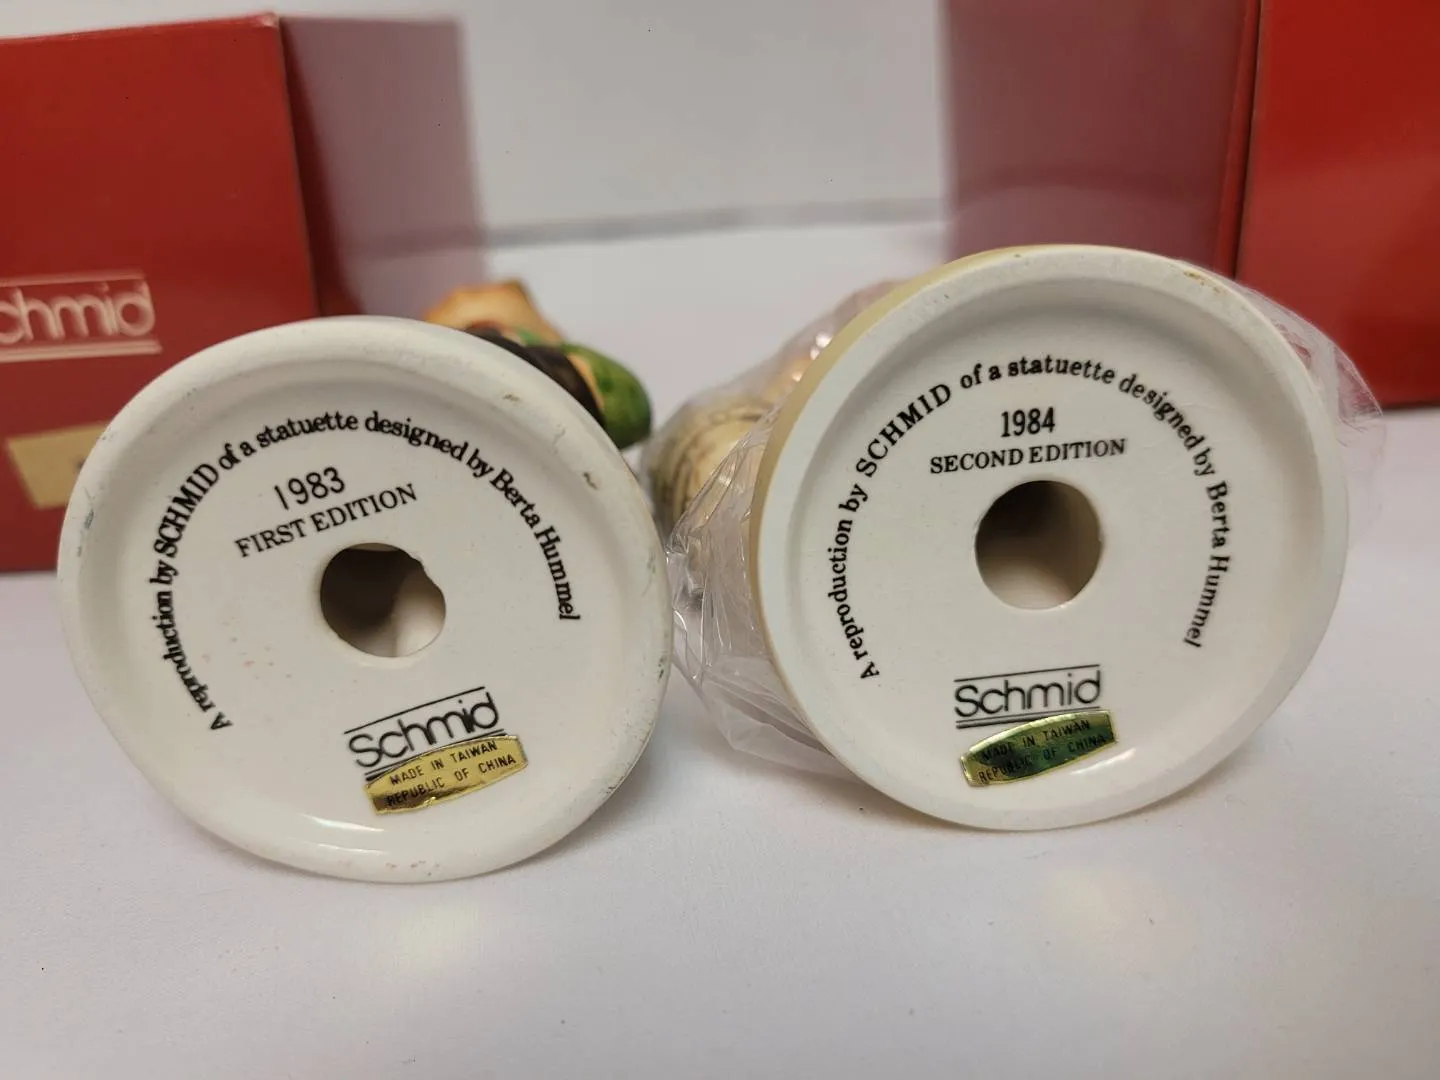 chmid
A reproduction by SCHMID of a statuette designed by Berta Hummel
1983
FIRST EDITION
Schmid
MADE IN TAIWAN
REPUBLIC OF CHINA
A reproduction by SCHMID of a statuette designed by Berta Hummel
1984
SECOND EDITION
Schmid
MADE IN TAIWAN
REPUBLIC OF CHINA